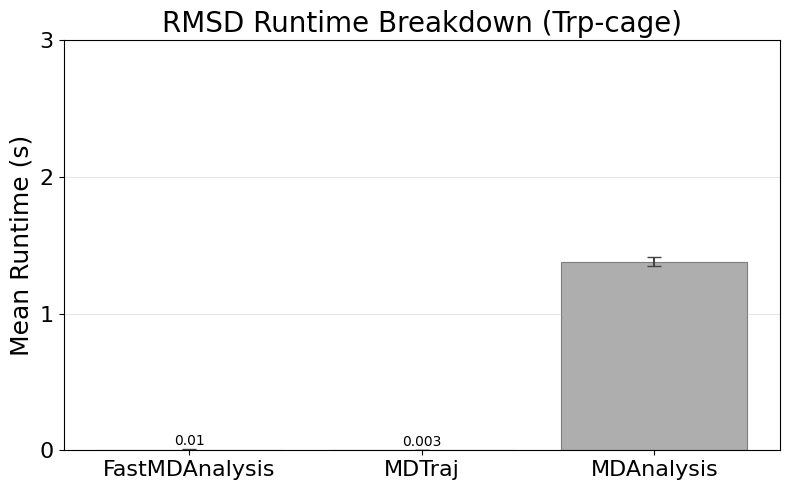 RMSD Runtime Breakdown (Trp-cage)
Mean Runtime (s)
3
2
1
0
0.01
0.003
FastMDAnalysis
MDTraj
MDAnalysis